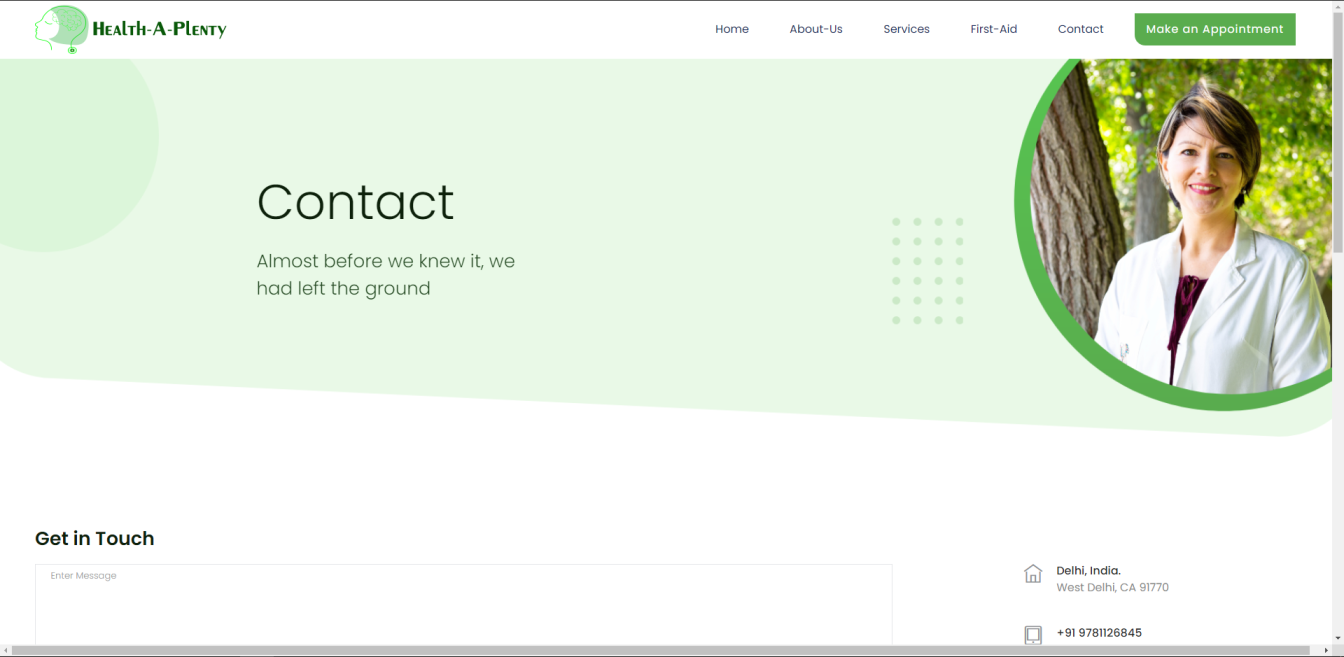 Health-A-Plenty
Home About-Us Services First-Aid Contact Make an Appointment
Contact
Almost before we knew it, we
had left the ground
Get in Touch
Enter Message
Delhi, India.
West Delhi, CA 91770
+91 9781126845